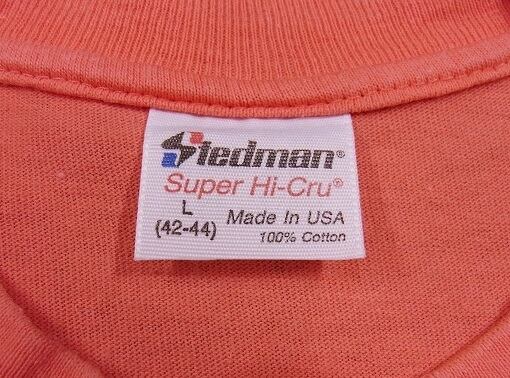 Stedman®
Super Hi-Cru®
L
(42-44)
Made In USA
100% Cotton